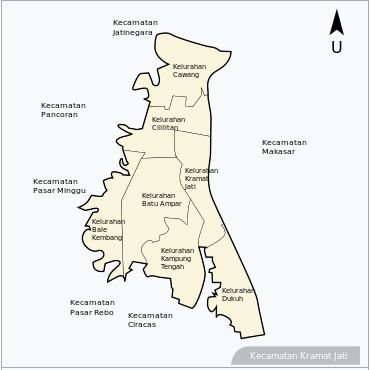 Kecamatan
Jatinegara
U
Kelurahan
Cawang
Kecamatan
Pancoran
Kelurahan
Cililitan
Kecamatan
Makasar
Kelurahan
Kramat
Jati
Kecamatan
Pasar Minggu
Kelurahan
Batu Ampar
Kelurahan
Bale
Kembang
Kelurahan
Kampung
Tengah
Kelurahan
Dukuh
Kecamatan
Pasar Rebo
Kecamatan
Ciracas
Kecamatan Kramat Jati